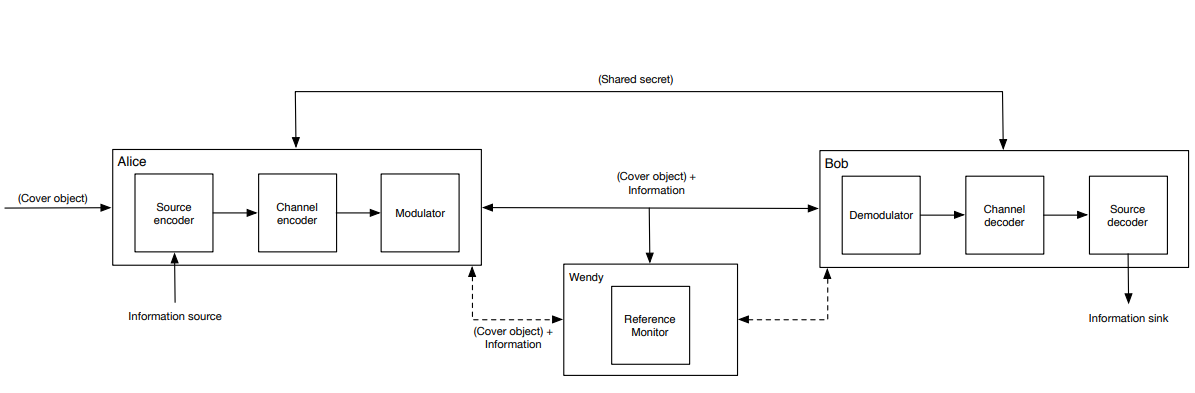 (Shared secret)
Alice
Bob
(Cover object)
Source
encoder
Channel
encoder
Modulator
(Cover object) +
Information
Demodulator
Channel
decoder
Source
decoder
Wendy
Reference
Monitor
Information source
(Cover object) +
Information
Information sink